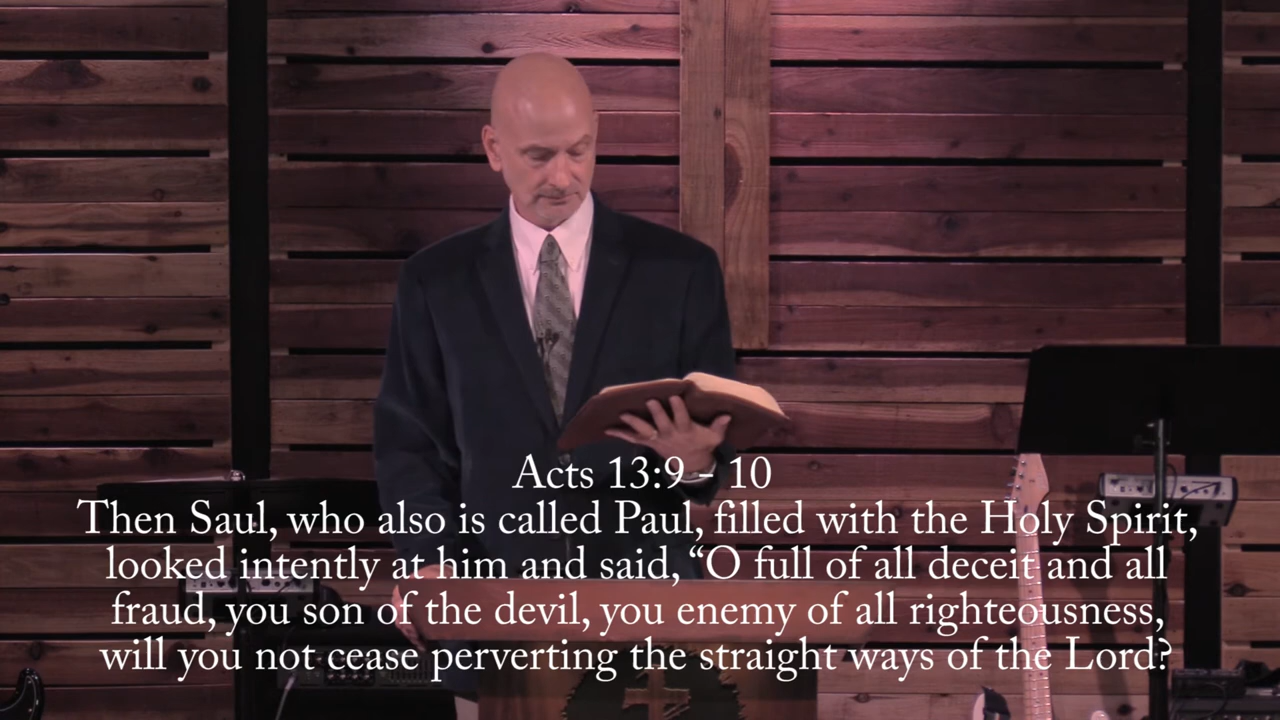 Acts 13:9 - 10
Then Saul, who also is called Paul, filled with the Holy Spirit,
looked intently at him and said, “O full of all deceit and all
fraud, you son of the devil, you enemy of all righteousness,
will you not cease perverting the straight ways of the Lord?